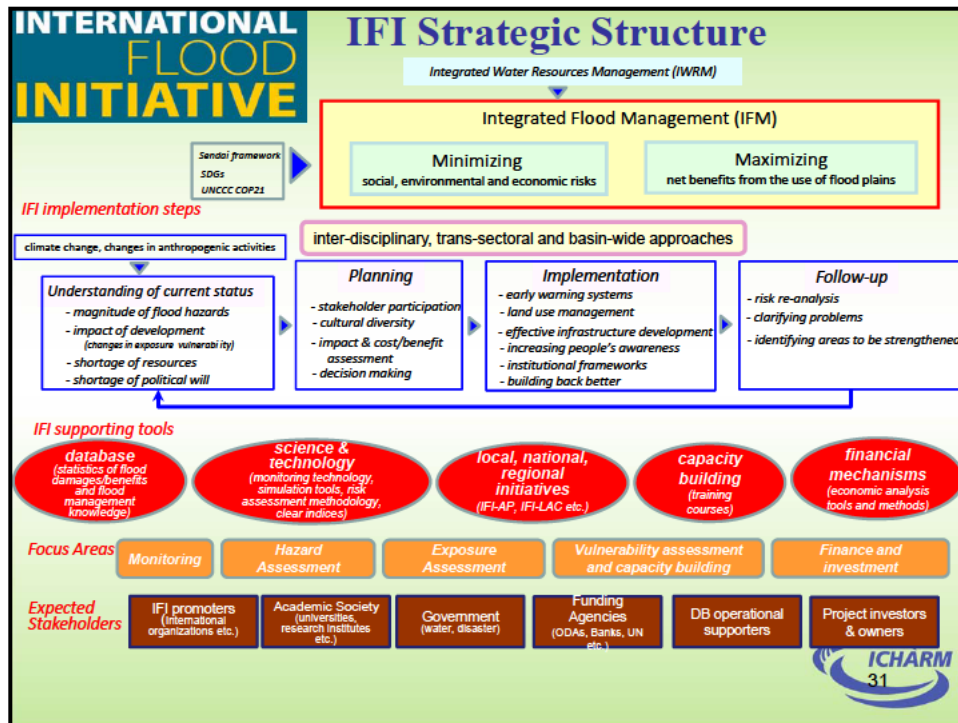 INTERNATIONAL
FLOOD
INITIATIVE
IFI Strategic Structure
Integrated Water Resources Management (IWRM)
Integrated Flood Management (IFM)
Minimizing
social, environmental and economic risks
Maximizing
net benefits from the use of flood plains
Sendai framework
SDGs
UNCCC COP21
IFI implementation steps
inter-disciplinary, trans-sectoral and basin-wide approaches
climate change, changes in anthropogenic activities
Understanding of current status
- magnitude of flood hazards
- impact of development
(changes in exposure vulnerability)
- shortage of resources
- shortage of political will
Planning
- stakeholder participation
- cultural diversity
- impact & cost/benefit
assessment
- decision making
Implementation
- early warning systems
- land use management
- effective infrastructure development
- increasing people's awareness
- institutional frameworks
- building back better
Follow-up
- risk re-analysis
- clarifying problems
- identifying areas to be strengthened
IFI supporting tools
database
(statistics of flood
damages/benefits
and flood
management
knowledge)
science &
technology
(monitoring technology,
simulation tools, risk
assessment methodology,
clear indices)
local, national,
regional
initiatives
(IFI-AP, IFI-LAC etc.)
capacity
building
(training
courses)
financial
mechanisms
(economic analysis
tools and methods)
Focus Areas
Monitoring
Hazard
Assessment
Exposure
Assessment
Vulnerability assessment
and capacity building
Finance and
investment
Expected
Stakeholders
IFI promoters
(International
organizations etc.)
Academic Society
(universities,
research institutes
etc.)
Government
(water, disaster)
Funding
Agencies
(ODAs, Banks, UN
etc.)
DB operational
supporters
Project investors
& owners
ICHARM
31